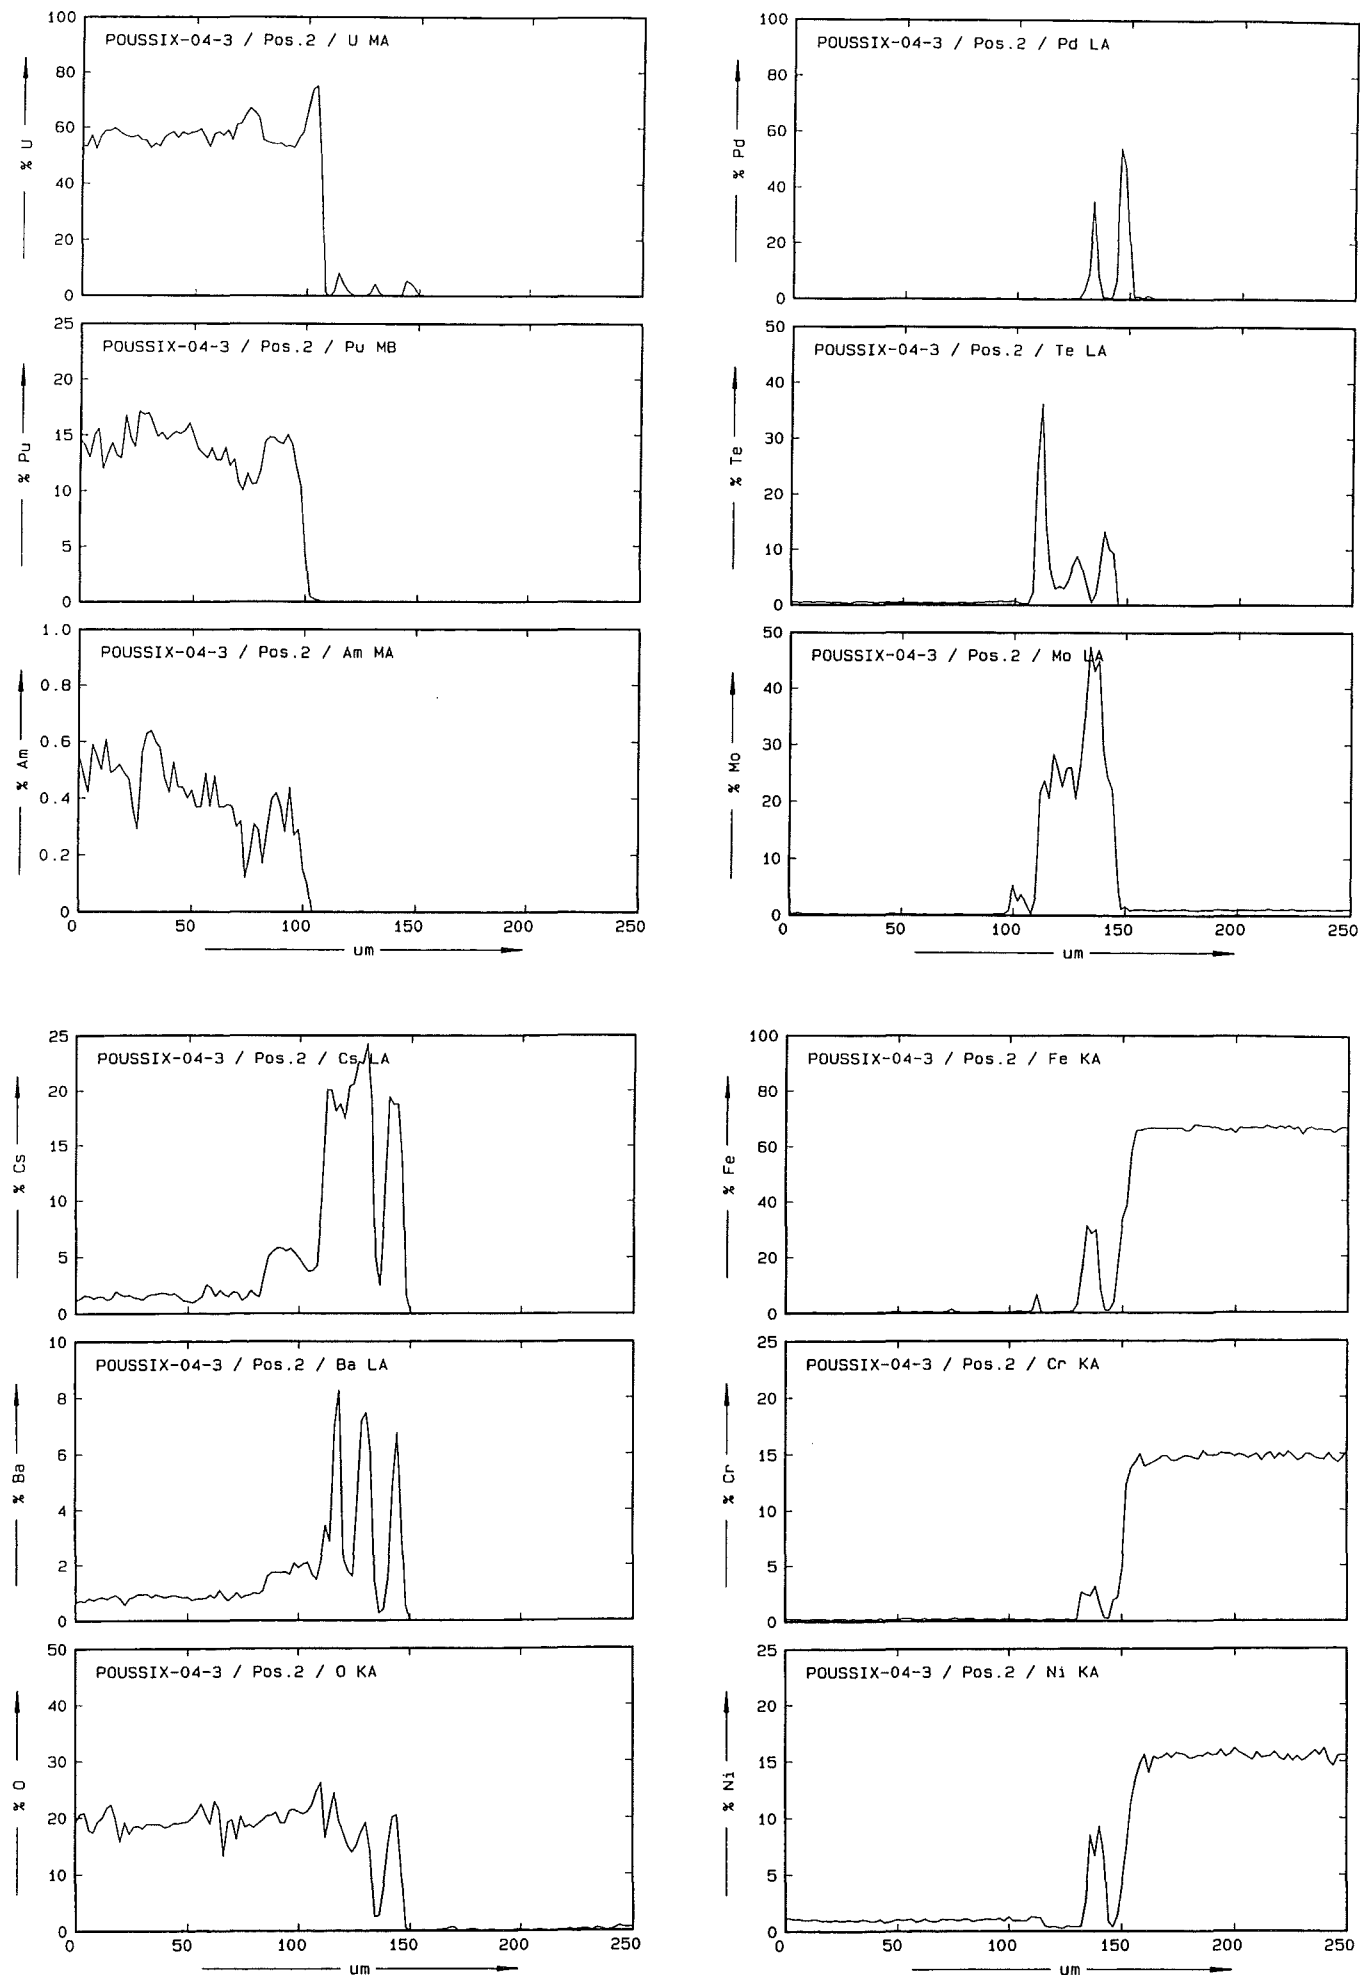 POUSSIX-04-3 / Pos.2 / U MA
% U
100
80
60
40
20
0
POUSSIX-04-3 / Pos.2 / Pu MB
% Pu
25
20
15
10
5
0
POUSSIX-04-3 / Pos.2 / Am MA
% Am
1.0
0.8
0.6
0.4
0.2
0
0 50 100 150 200 250
um
POUSSIX-04-3 / Pos.2 / Pd LA
% Pd
100
80
60
40
20
0
POUSSIX-04-3 / Pos.2 / Te LA
% Te
50
40
30
20
10
0
POUSSIX-04-3 / Pos.2 / Mo LA
% Mo
50
40
30
20
10
0
0 50 100 150 200 250
um
POUSSIX-04-3 / Pos.2 / Cs LA
% Cs
25
20
15
10
5
0
POUSSIX-04-3 / Pos.2 / Ba LA
% Ba
10
8
6
4
2
0
POUSSIX-04-3 / Pos.2 / O KA
% O
50
40
30
20
10
0
0 50 100 150 200 250
um
POUSSIX-04-3 / Pos.2 / Fe KA
% Fe
100
80
60
40
20
0
POUSSIX-04-3 / Pos.2 / Cr KA
% Cr
25
20
15
10
5
0
POUSSIX-04-3 / Pos.2 / Ni KA
% Ni
25
20
15
10
5
0
0 50 100 150 200 250
um